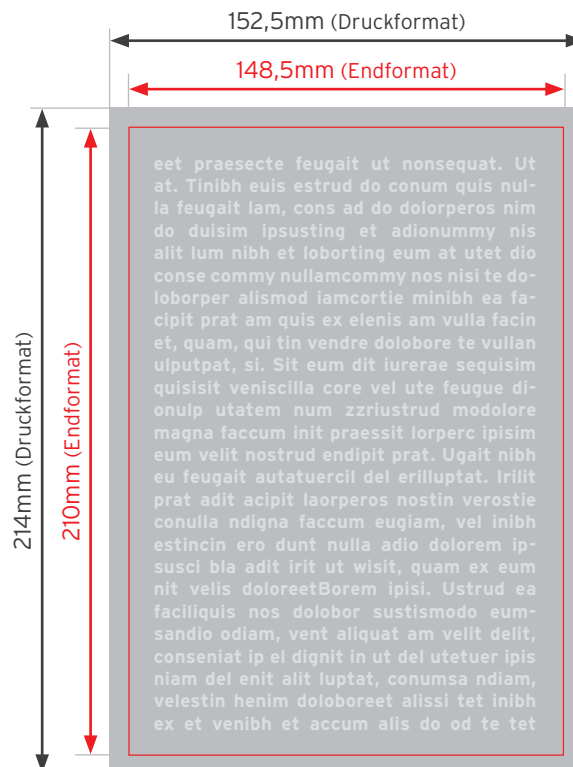 152,5mm (Druckformat)
148,5mm (Endformat)
214mm (Druckformat)
210mm (Endformat)
eet praesecte feugait ut nonsequat. Ut
at. Tinibh euis estrud do conum quis nul-
la feugait lam, cons ad do dolorperos nim
do duisim ipsusting et adionummy nis
alit lum nibh et loborting eum at utet dio
conse commy nullamcommy nos nisi te do-
loborper alismod iamcortie minibh ea fa-
cipit prat am quis ex elenis am vulla facin
et, quam, qui tin vendre dolobore te vullan
ulputpat, si. Sit eum dit iurerae sequisim
quisisit veniscilla core vel ute feugue di-
onulp utatem num zzriustrud modolore
magna faccum init praessit lorperc ipisim
eum velit nostrud endipit prat. Ugait nibh
eu feugait autatuercil del erilluptat. Illit
prat adit acipit laorperos nostin verostie
conulla ndigna faccum eugiam, vel inibh
estincin ero dunt nulla adio dolorem ip-
susci bla adit irit ut wisit, quam ex eum
nit velis doloreetBorem ipisi. Ustrud ea
faciliquis nos dolobor sustismodo eum-
sandio odiam, vent aliquat am velit delit,
conseniat ip el dignit in ut del utetuer ipis
niam del enit alit luptat, conumsa ndiam,
velestin henim doloboreet alissi tet inibh
ex et venibh et accum alis do od te tet